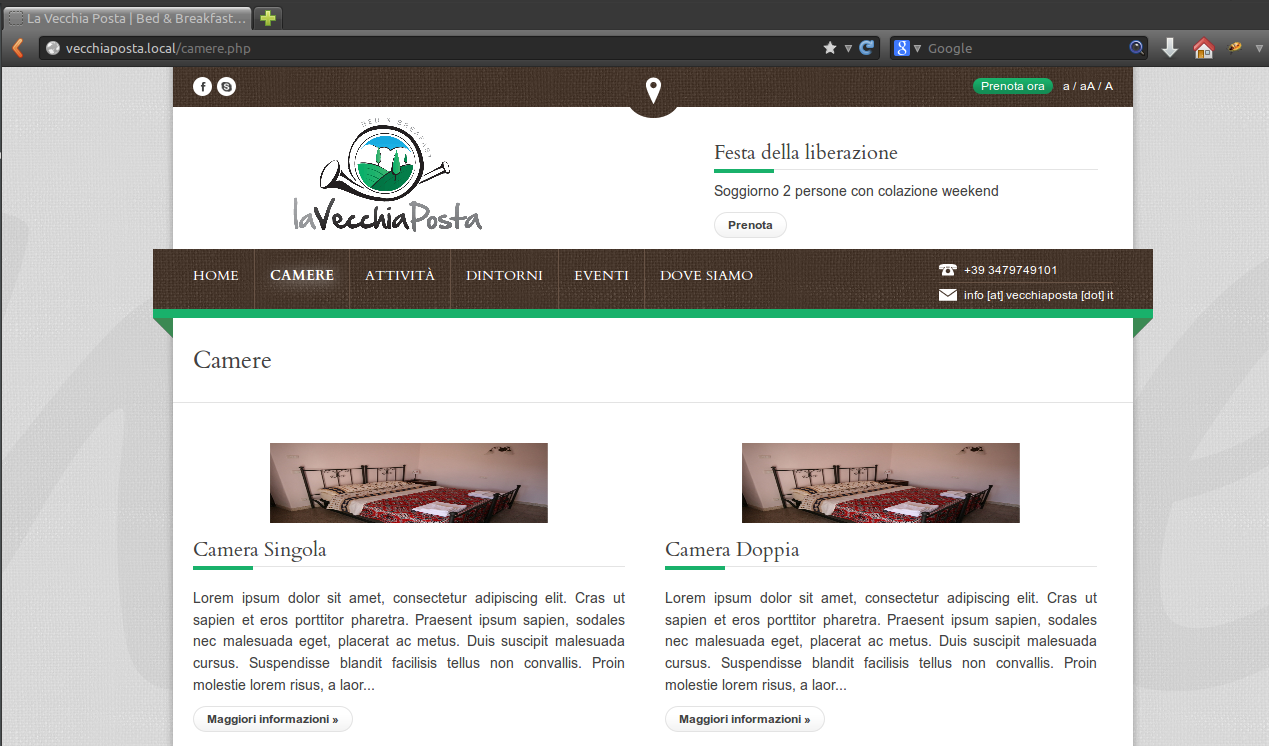 La Vecchia Posta | Bed & Breakfast...
vecchiaposta.local/camere.php
Google
Prenota ora
a / aA / A
BED N BREAKFAST
laVecchiaPosta
Festa della liberazione
Soggiorno 2 persone con colazione weekend
Prenota
HOME
CAMERE
ATTIVITÀ
DINTORNI
EVENTI
DOVE SIAMO
+39 3479749101
info [at] vecchiaposta [dot] it
Camere
Camera Singola
Lorem ipsum dolor sit amet, consectetur adipiscing elit. Cras ut
sapien et eros porttitor pharetra. Praesent ipsum sapien, sodales
nec malesuada eget, placerat ac metus. Duis suscipit malesuada
cursus. Suspendisse blandit facilisis tellus non convallis. Proin
molestie lorem risus, a laor...
Maggiori informazioni »
Camera Doppia
Lorem ipsum dolor sit amet, consectetur adipiscing elit. Cras ut
sapien et eros porttitor pharetra. Praesent ipsum sapien, sodales
nec malesuada eget, placerat ac metus. Duis suscipit malesuada
cursus. Suspendisse blandit facilisis tellus non convallis. Proin
molestie lorem risus, a laor...
Maggiori informazioni »